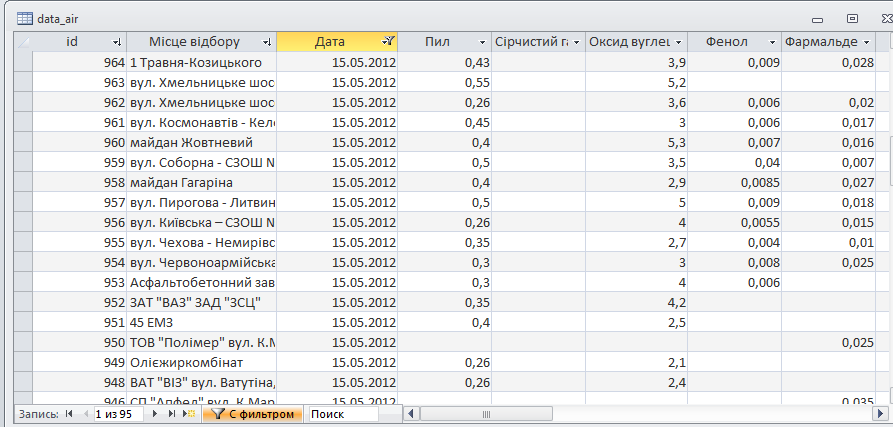 data_air
id Місце відбору Дата Пил Сірчистий га Оксид вуглец Фенол Фармальде
964 1 Травня-Козицького 15.05.2012 0,43 3,9 0,009 0,028
963 вул. Хмельницьке шос 15.05.2012 0,55 5,2
962 вул. Хмельницьке шос 15.05.2012 0,26 3,6 0,006 0,02
961 вул. Космонавтів - Келе 15.05.2012 0,45 3 0,006 0,017
960 майдан Жовтневий 15.05.2012 0,4 5,3 0,007 0,016
959 вул. Соборна - СЗОШ N 15.05.2012 0,5 3,5 0,04 0,007
958 майдан Гагаріна 15.05.2012 0,4 2,9 0,0085 0,027
957 вул. Пирогова - Литвин 15.05.2012 0,5 5 0,009 0,018
956 вул. Київська – СЗОШ N 15.05.2012 0,26 4 0,0055 0,015
955 вул. Чехова - Немирівс 15.05.2012 0,35 2,7 0,004 0,01
954 вул. Червоноармійська 15.05.2012 0,3 3 0,008 0,025
953 Асфальтобетонний зав 15.05.2012 0,3 4 0,006
952 ЗАТ "ВАЗ" ЗАД "ЗСЦ" 15.05.2012 0,35 4,2
951 45 ЕМЗ 15.05.2012 0,4 2,5
950 ТОВ "Полімер" вул. К.М 15.05.2012 0,025
949 Олієжиркомбінат 15.05.2012 0,26 2,1
948 ВАТ "ВІЗ" вул. Ватутіна, 15.05.2012 0,26 2,4
946 СП "Апфел" вул. К.Мар 15.05.2012 0,035
Запись: 1 из 95 С фильтром Поиск